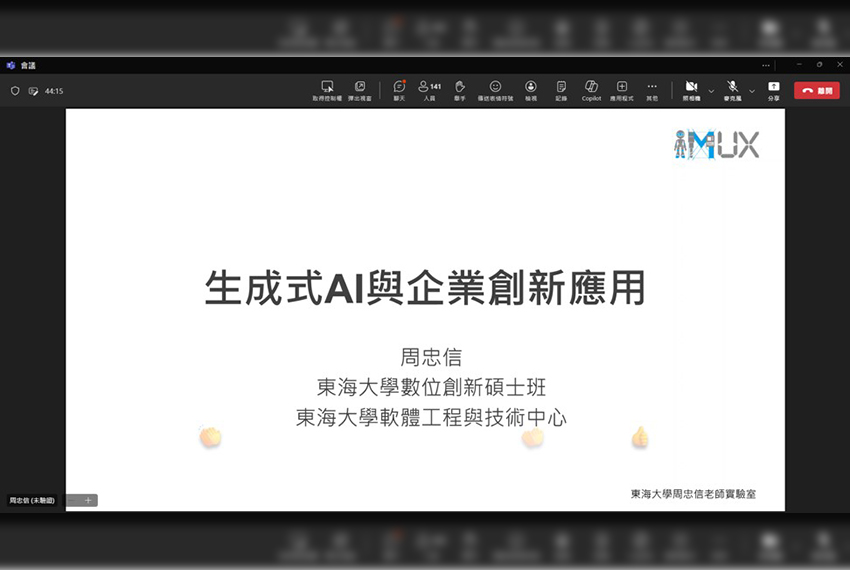 會議
44:15
取得控制權 彈出視窗 聊天 141 人員 舉手 傳送表情符號 檢視 記錄 Copilot 應用程式 其他 照相機 麥克風 分享 離開
MUX
生成式AI與企業創新應用
周忠信
東海大學數位創新碩士班
東海大學軟體工程與技術中心
周忠信 (未驗證)
東海大學周忠信老師實驗室